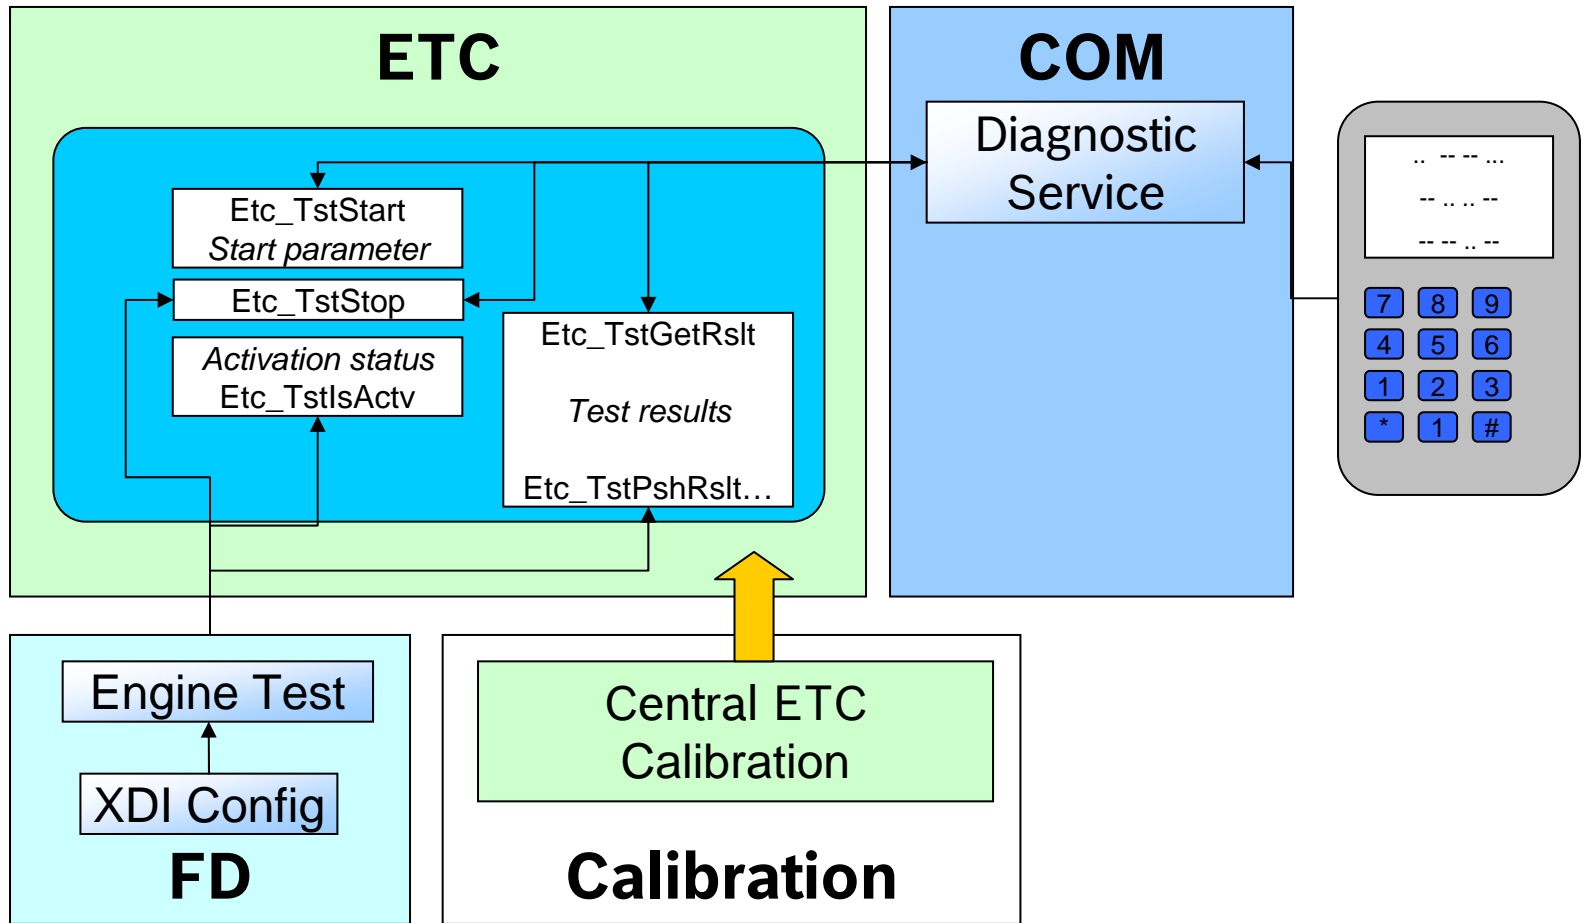 ETC
Etc_TstStart
Start parameter
Etc_TstStop
Activation status
Etc_TstIsActv
Etc_TstGetRslt
Test results
Etc_TstPshRslt…
COM
Diagnostic
Service
.. -- -- ...
-- .. .. --
-- -- .. --
7 8 9
4 5 6
1 2 3
* 1 #
Engine Test
XDI Config
FD
Central ETC
Calibration
Calibration